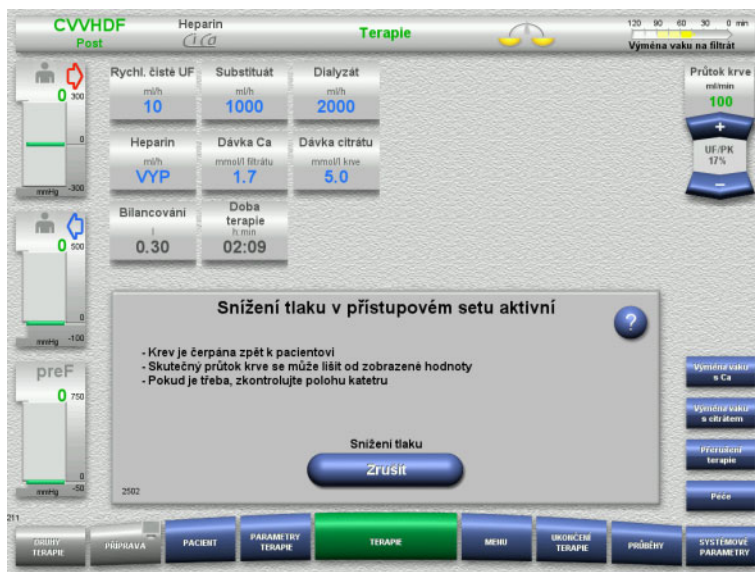 CVVHDF
Post
Heparin
Ci Ca
Terapie
120 90 60 30 0 min
Výměna vaku na filtrát
0
300
0
mmHg
-300
0
500
0
mmHg
-100
preF
0
750
0
mmHg
-50
Rychl. čisté UF
ml/h
10
Substituát
ml/h
1000
Dialyzát
ml/h
2000
Heparin
ml/h
VYP
Dávka Ca
mmol/l filtrátu
1.7
Dávka citrátu
mmol/l krve
5.0
Bilancování
l
0.30
Doba
terapie
h:min
02:09
Průtok krve
ml/min
100
+
UF/PK
17%
−
Snížení tlaku v přístupovém setu aktivní
?
- Krev je čerpána zpět k pacientovi
- Skutečný průtok krve se může lišit od zobrazené hodnoty
- Pokud je třeba, zkontrolujte polohu katetru
Snížení tlaku
Zrušit
2502
Výměna vaku
s Ca
Výměna vaku
s citrátem
Přerušení
terapie
Péče
211
DRUHY
TERAPIE
PŘÍPRAVA
PACIENT
PARAMETRY
TERAPIE
TERAPIE
MENU
UKONČENÍ
TERAPIE
PRŮBĚHY
SYSTÉMOVÉ
PARAMETRY